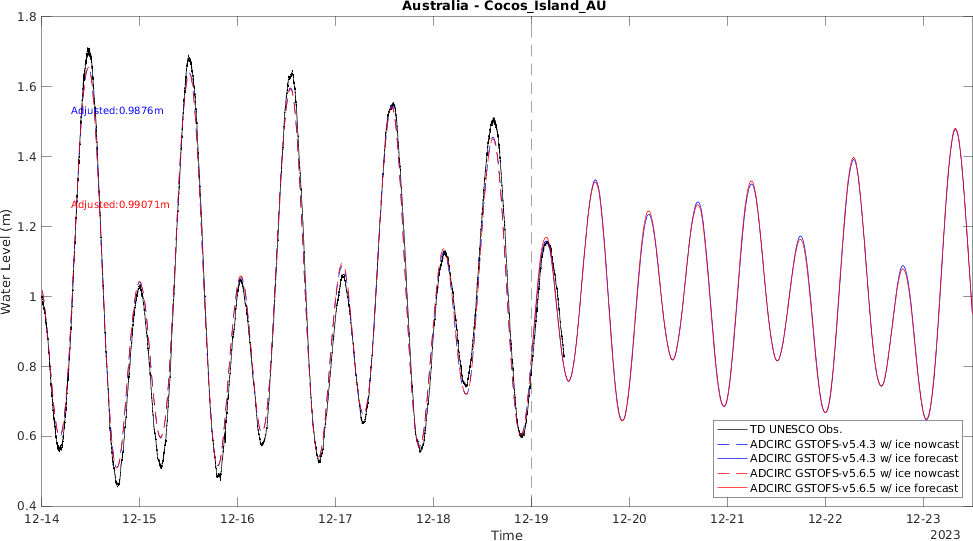 Australia - Cocos_Island_AU
1.8
1.6
1.4
1.2
1
0.8
0.6
0.4
Water Level (m)
Adjusted:0.9876m
Adjusted:0.99071m
TD UNESCO Obs.
ADCIRC GSTOFS-v5.4.3 w/ ice nowcast
ADCIRC GSTOFS-v5.4.3 w/ ice forecast
ADCIRC GSTOFS-v5.6.5 w/ ice nowcast
ADCIRC GSTOFS-v5.6.5 w/ ice forecast
12-14 12-15 12-16 12-17 12-18 12-19 12-20 12-21 12-22 12-23
Time
2023